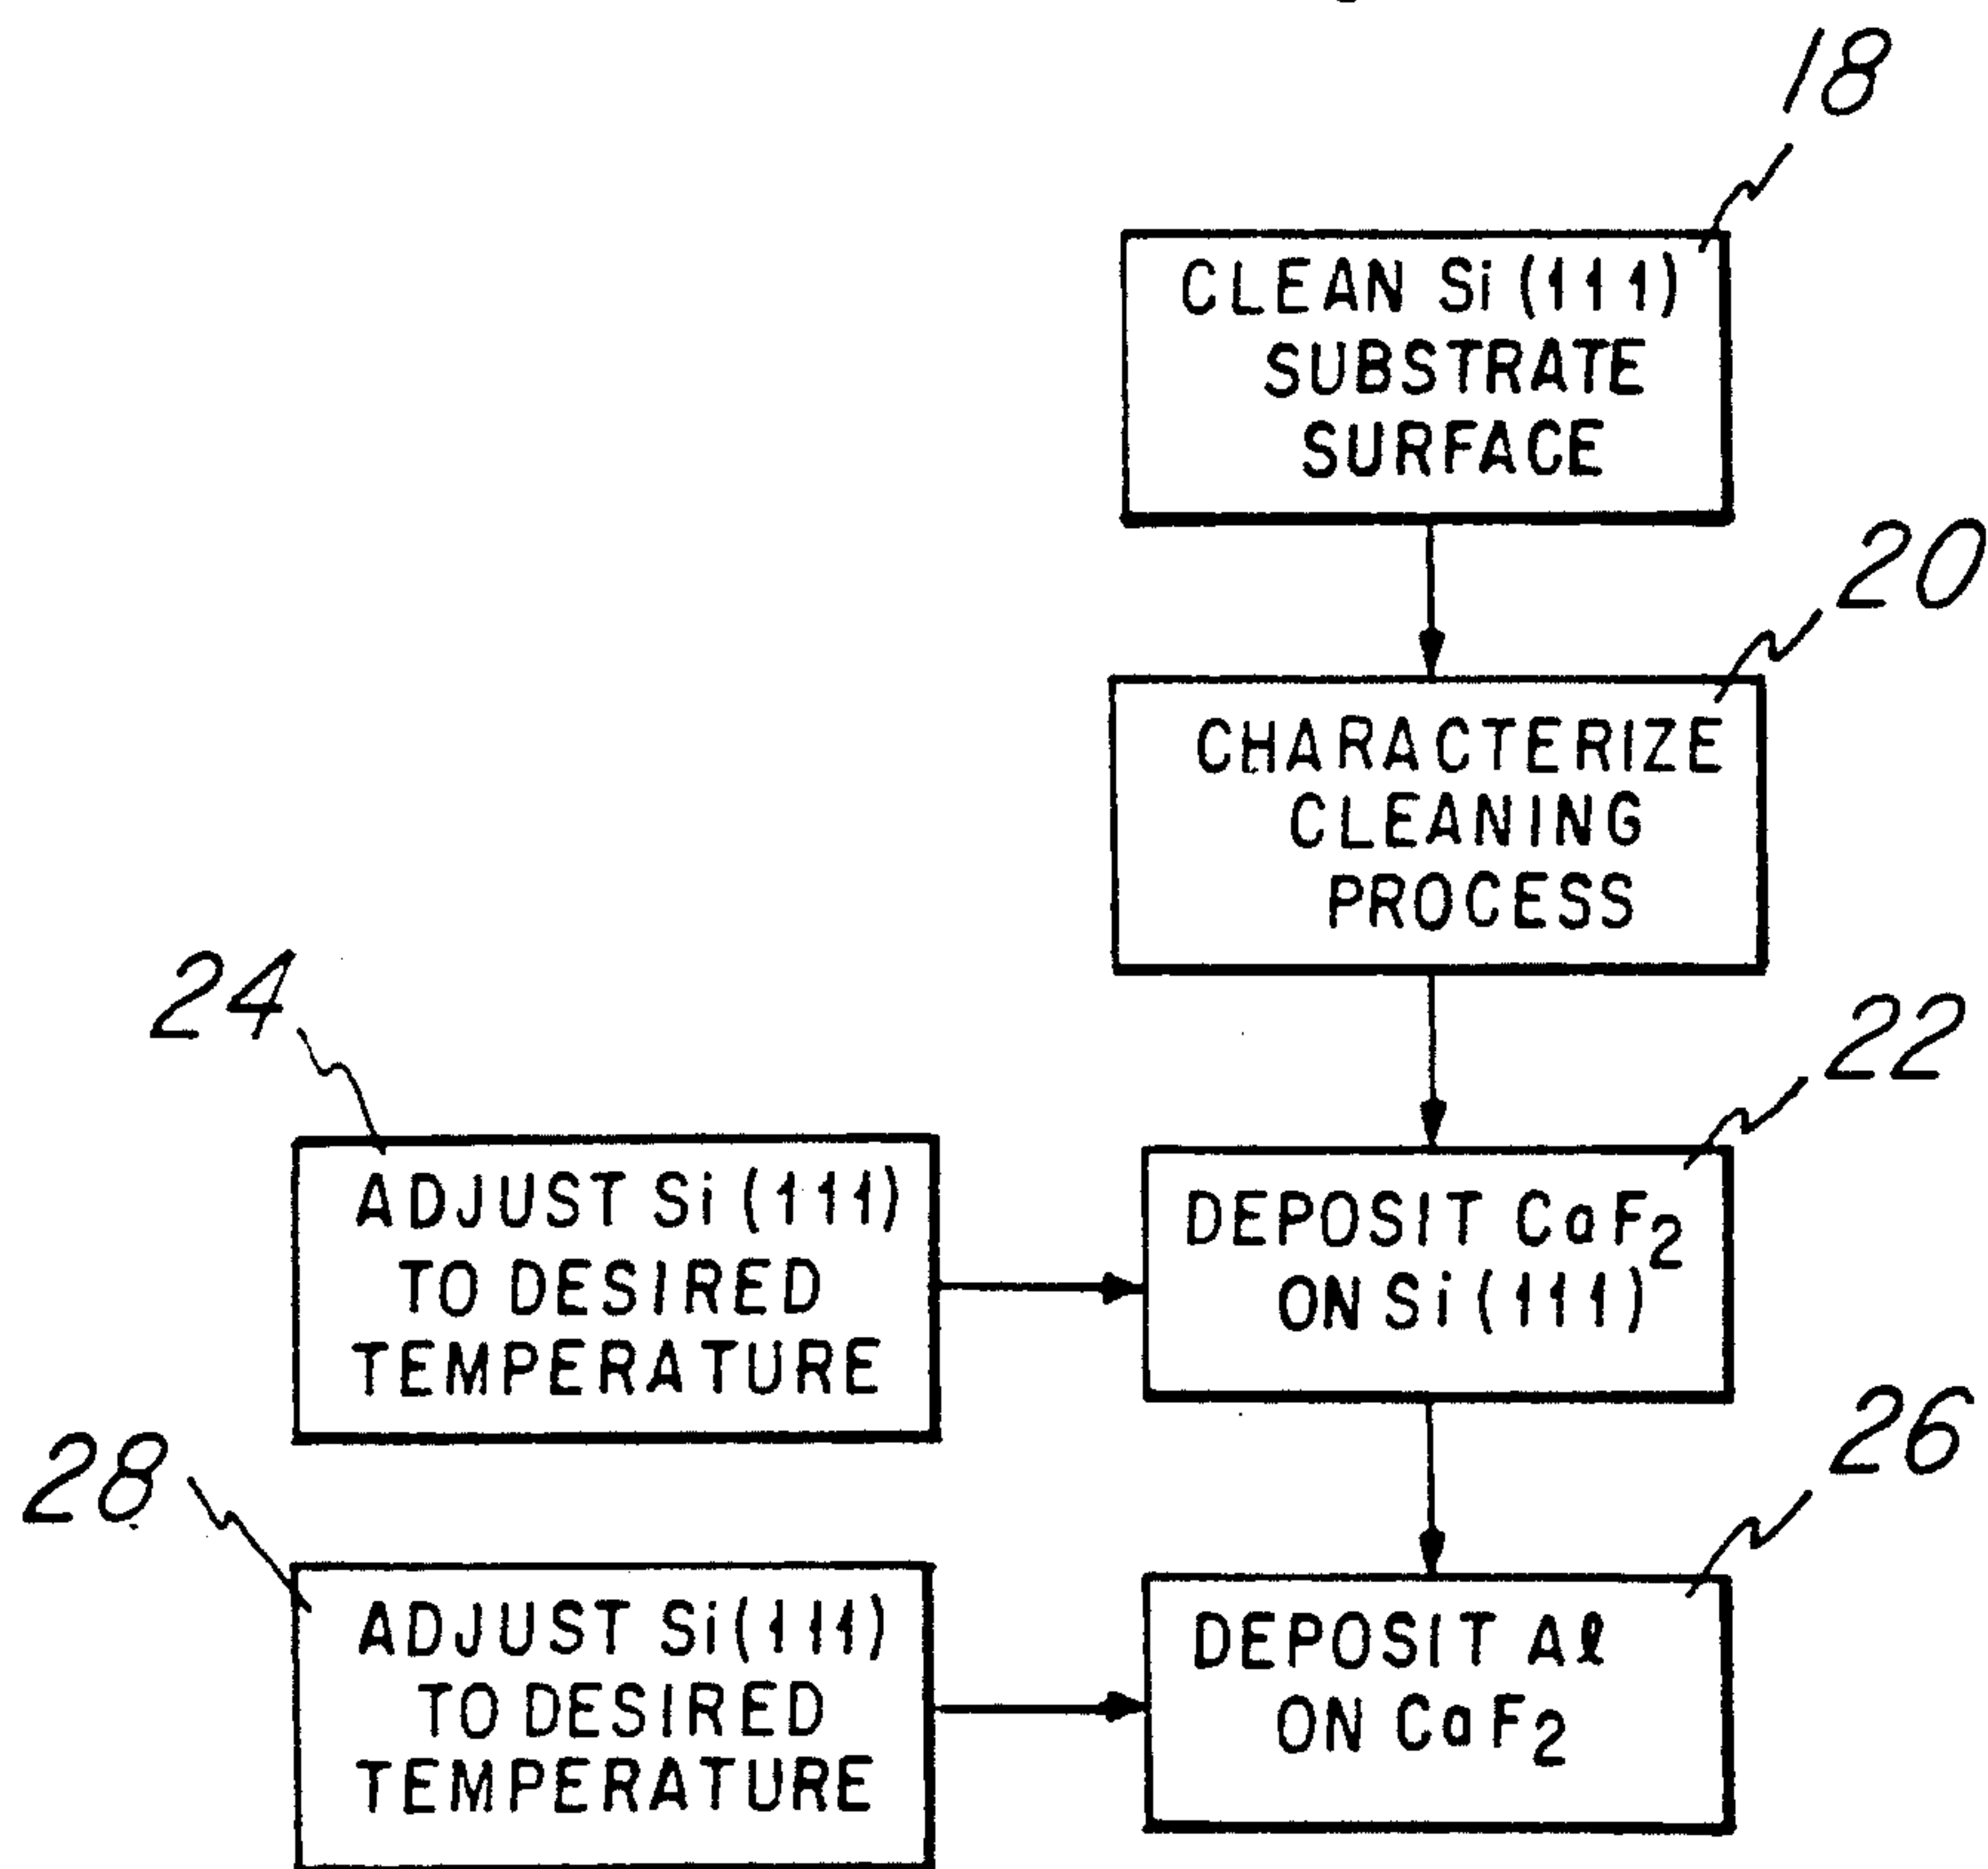 18
CLEAN Si (111)
SUBSTRATE
SURFACE
20
CHARACTERIZE
CLEANING
PROCESS
24
ADJUST Si (111)
TO DESIRED
TEMPERATURE
22
DEPOSIT CaF2
ON Si (111)
28
ADJUST Si (111)
TO DESIRED
TEMPERATURE
26
DEPOSIT Al
ON CaF2